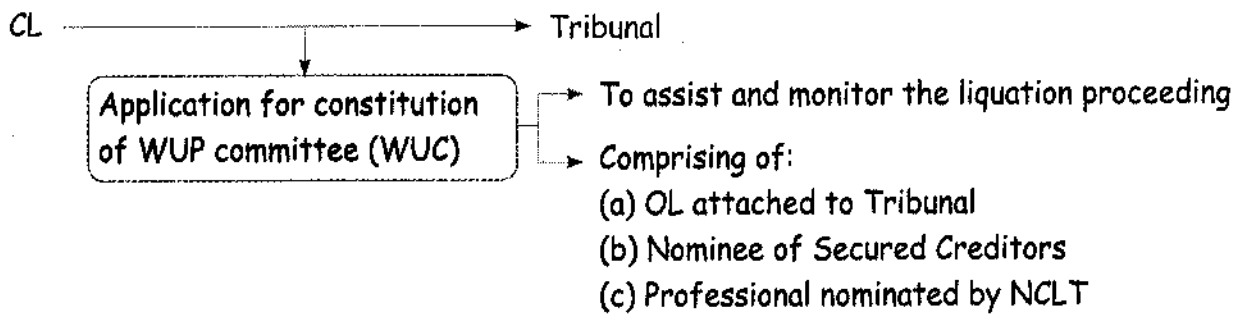 CL Tribunal
Application for constitution
of WUP committee (WUC)
To assist and monitor the liquation proceeding
Comprising of:
(a) OL attached to Tribunal
(b) Nominee of Secured Creditors
(c) Professional nominated by NCLT